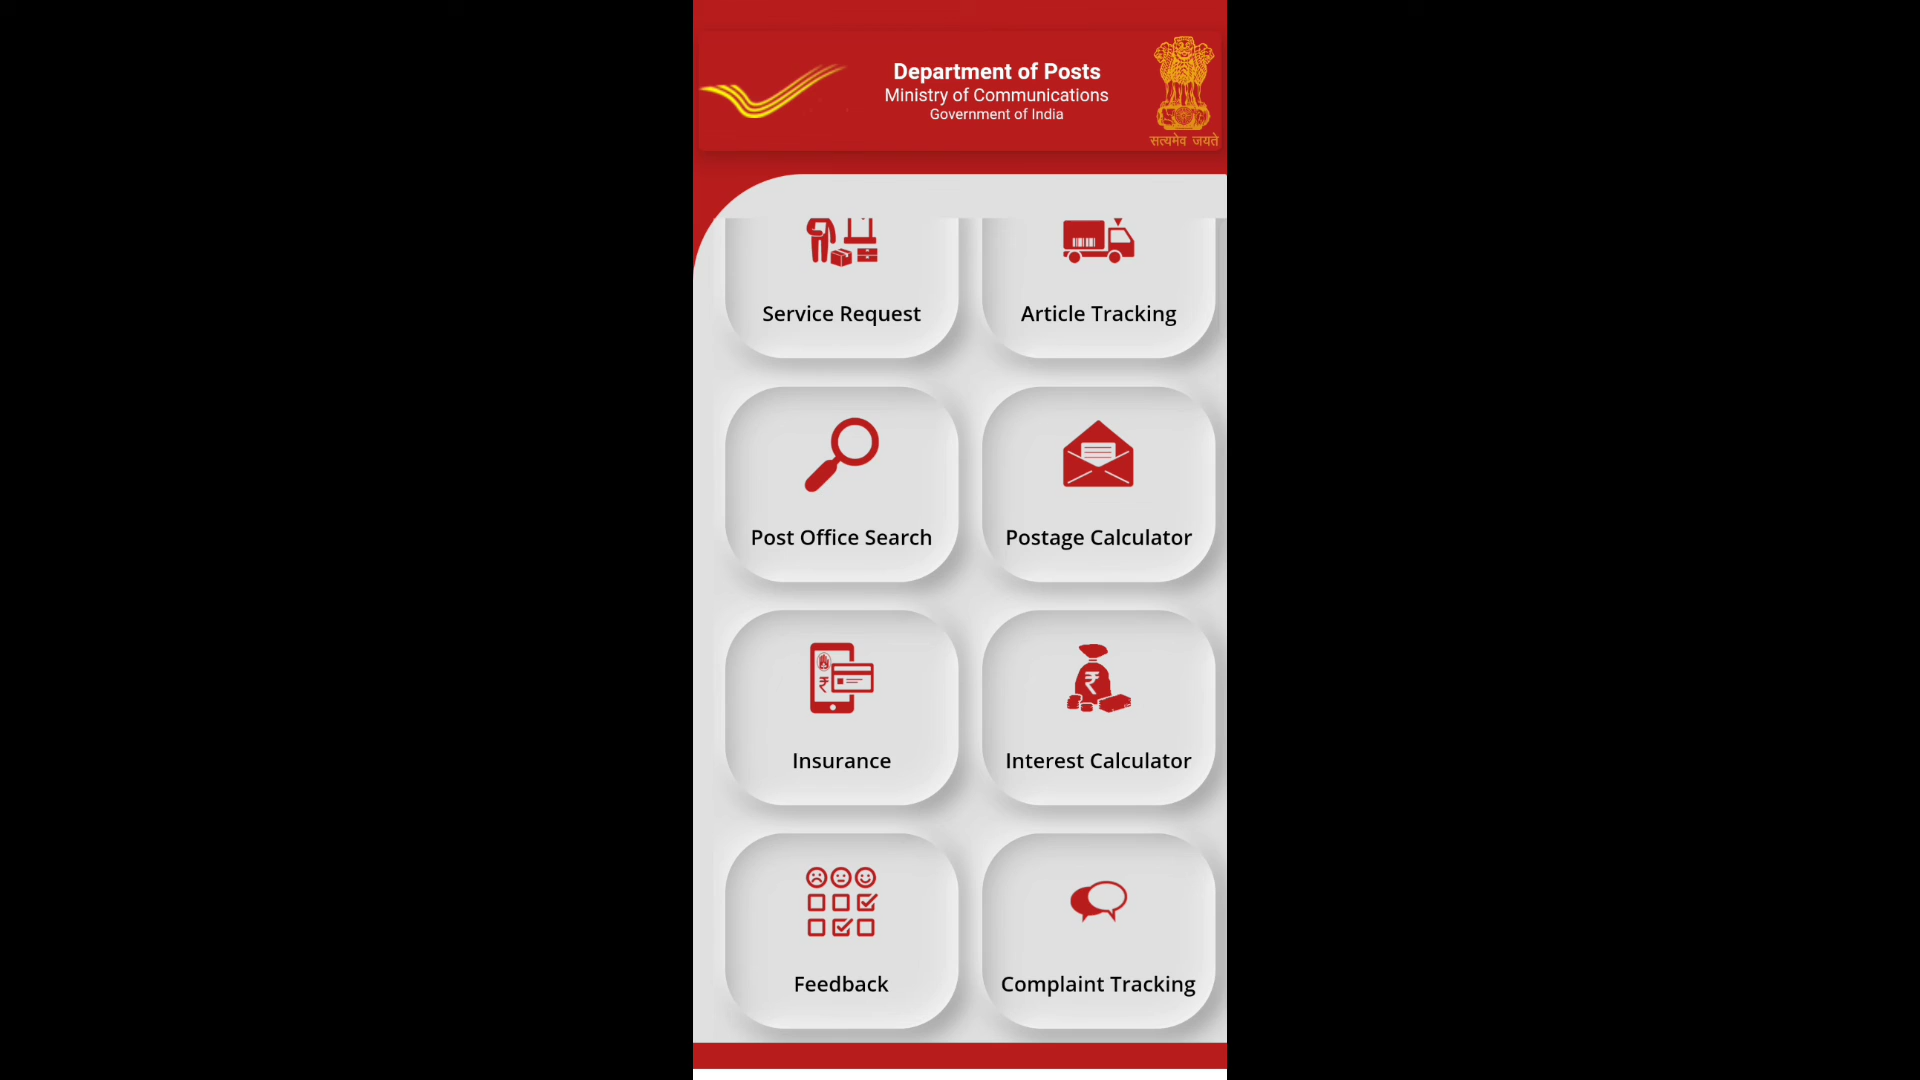 Department of Posts
Ministry of Communications
Government of India
सत्यमेव जयते
Service Request
Article Tracking
Post Office Search
Postage Calculator
Insurance
Interest Calculator
Feedback
Complaint Tracking